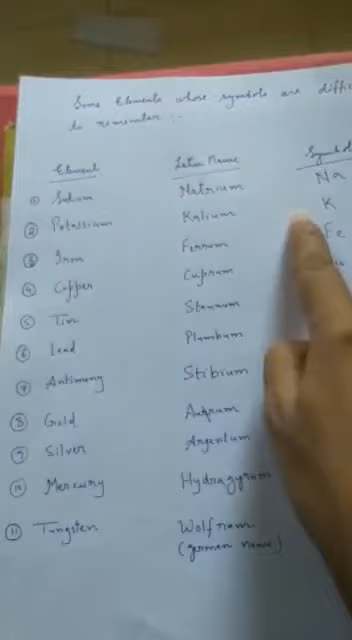 Some Elements whose symbols are
to remember :-
Element Latin Name Symbol
① Sodium Natrium Na
② Potassium Kalium K
③ Iron Ferrum Fe
④ Copper Cuprum
⑤ Tin Stannum
⑥ Lead Plumbum
⑦ Antimony Stibium
⑧ Gold Aurum
⑨ Silver Argentum
⑩ Mercury Hydragyrum
⑪ Tungsten Wolfram
(german name)